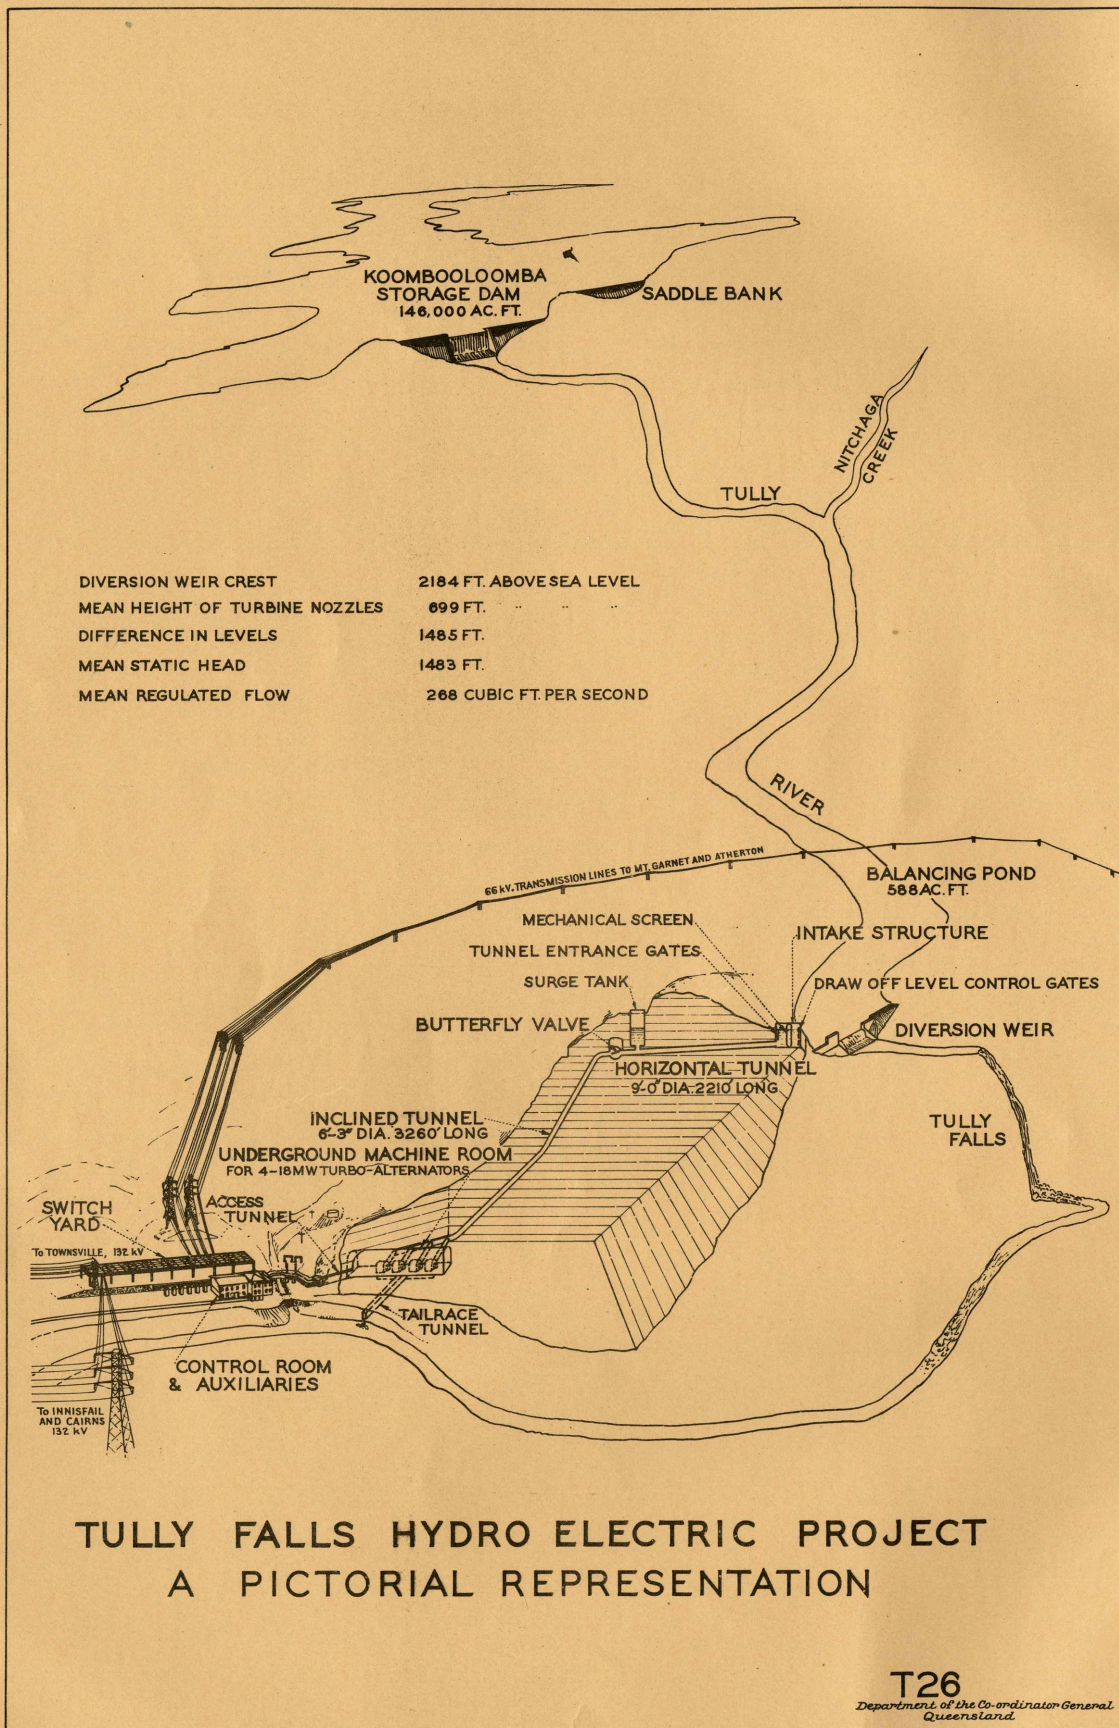 KOOMBOOLOOMBA
STORAGE DAM
146,000 AC. FT.
SADDLE BANK
NITCHAGA
CREEK
TULLY
DIVERSION WEIR CREST 2184 FT. ABOVE SEA LEVEL
MEAN HEIGHT OF TURBINE NOZZLES 699 FT. " " "
DIFFERENCE IN LEVELS 1485 FT.
MEAN STATIC HEAD 1483 FT.
MEAN REGULATED FLOW 268 CUBIC FT. PER SECOND
RIVER
66 kV. TRANSMISSION LINES TO MT. GARNET AND ATHERTON
BALANCING POND
588 AC. FT.
MECHANICAL SCREEN
INTAKE STRUCTURE
TUNNEL ENTRANCE GATES
SURGE TANK
DRAW OFF LEVEL CONTROL GATES
BUTTERFLY VALVE
DIVERSION WEIR
HORIZONTAL TUNNEL
9'-0" DIA. 2210' LONG
INCLINED TUNNEL
6'-3" DIA. 3260' LONG
TULLY
FALLS
UNDERGROUND MACHINE ROOM
FOR 4-18 MW TURBO-ALTERNATORS
SWITCH
YARD
ACCESS
TUNNEL
To TOWNSVILLE, 132 kV
TAILRACE
TUNNEL
CONTROL ROOM
& AUXILIARIES
To INNISFAIL
AND CAIRNS
132 kV
TULLY FALLS HYDRO ELECTRIC PROJECT
A PICTORIAL REPRESENTATION
T26
Department of the Co-ordinator General
Queensland